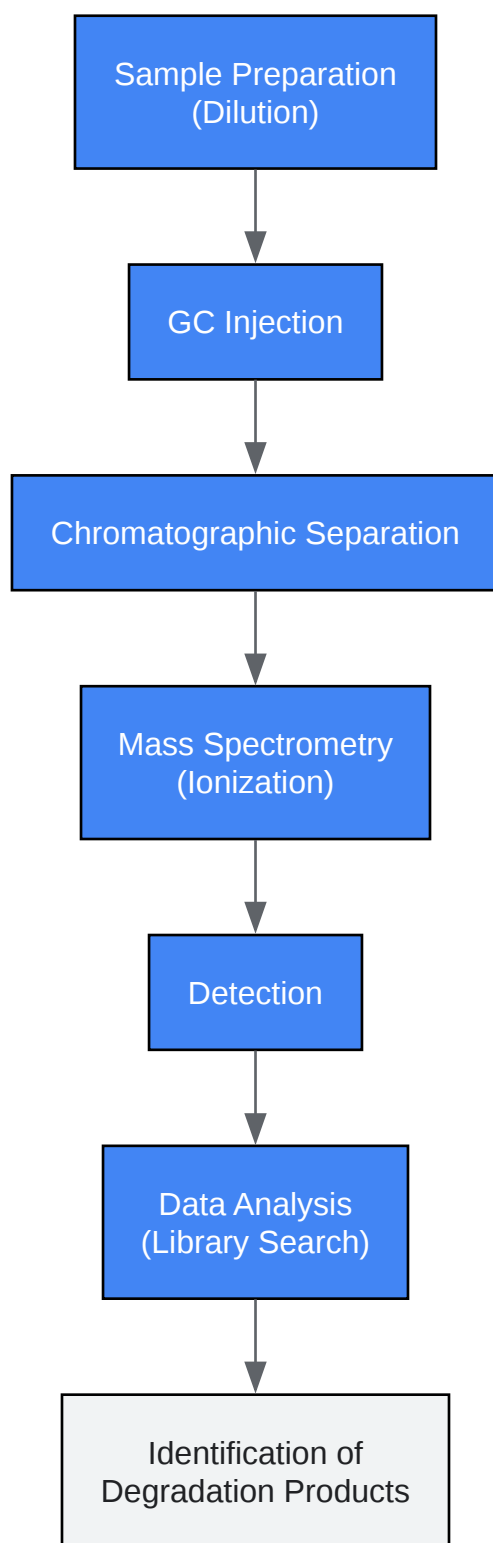 Sample Preparation
(Dilution)
GC Injection
Chromatographic Separation
Mass Spectrometry
(Ionization)
Detection
Data Analysis
(Library Search)
Identification of
Degradation Products